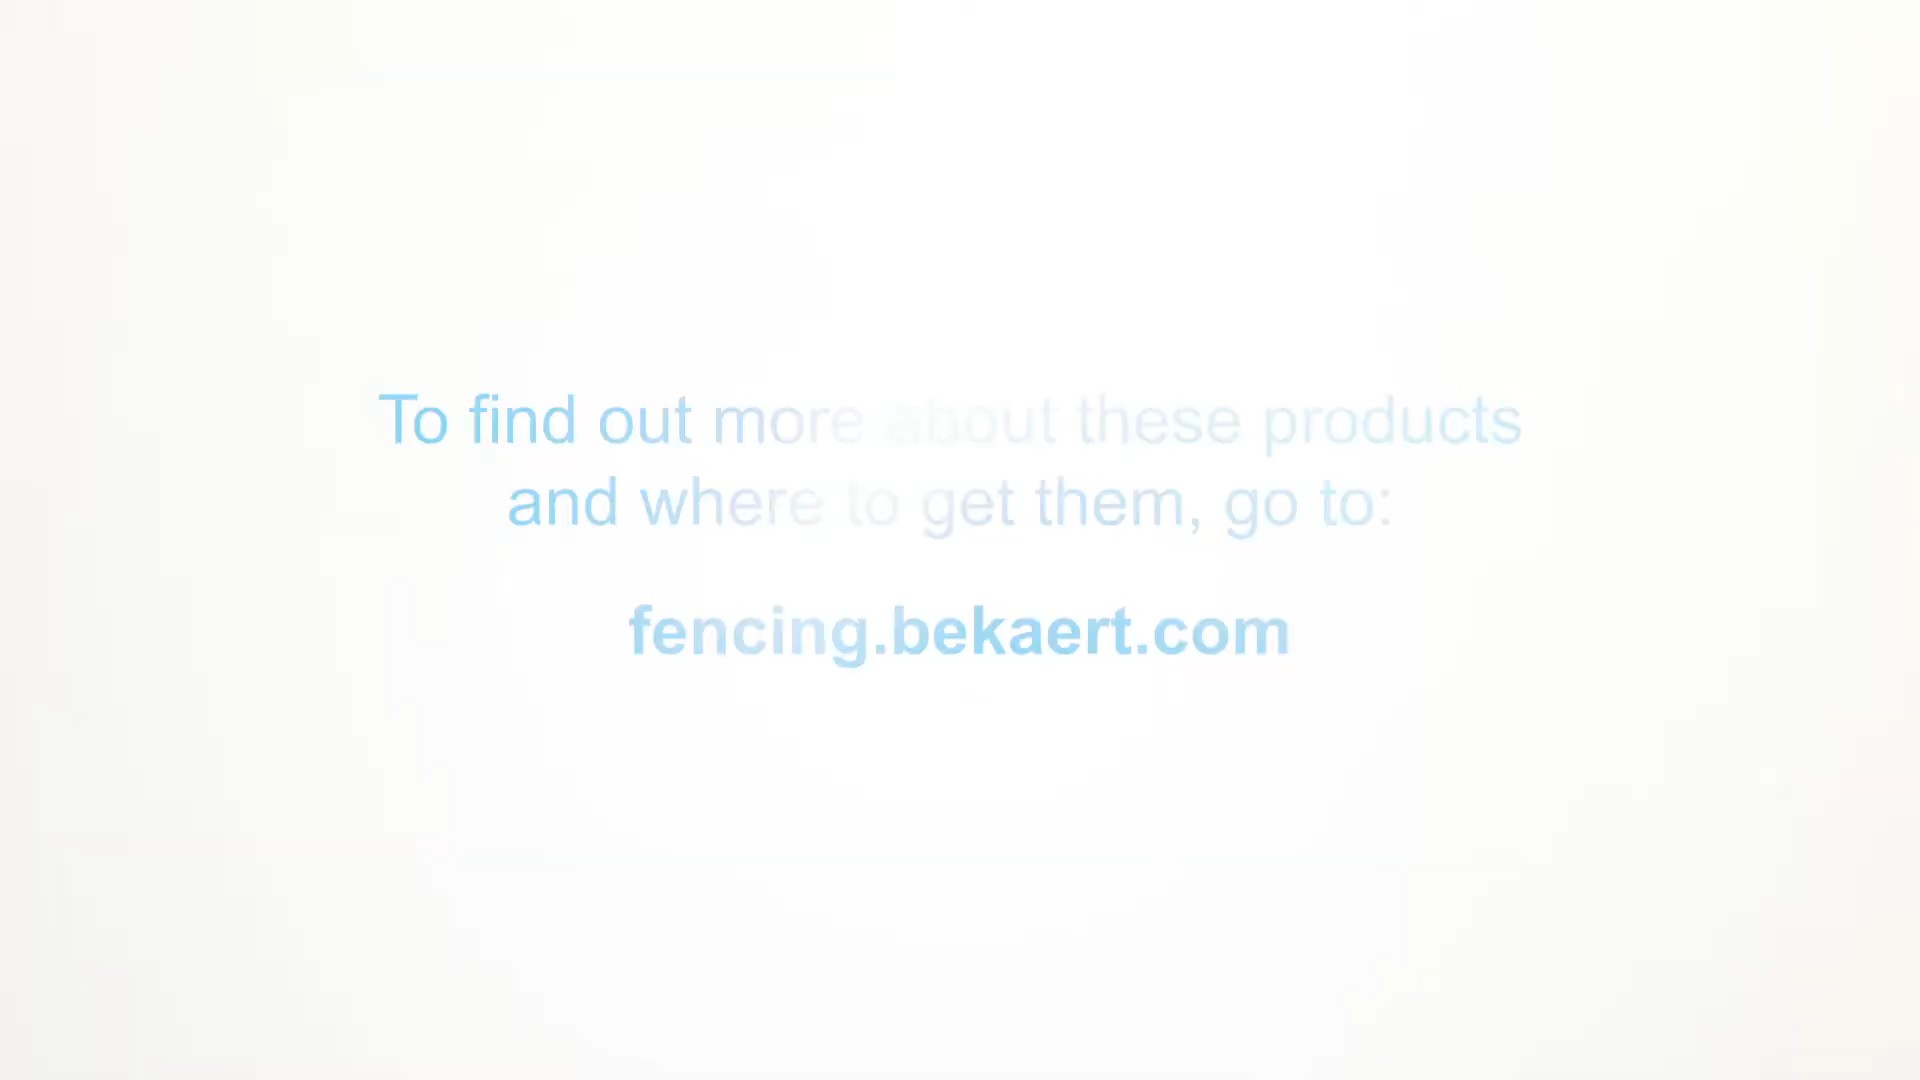 To find out more about these products
and where to get them, go to:
fencing.bekaert.com